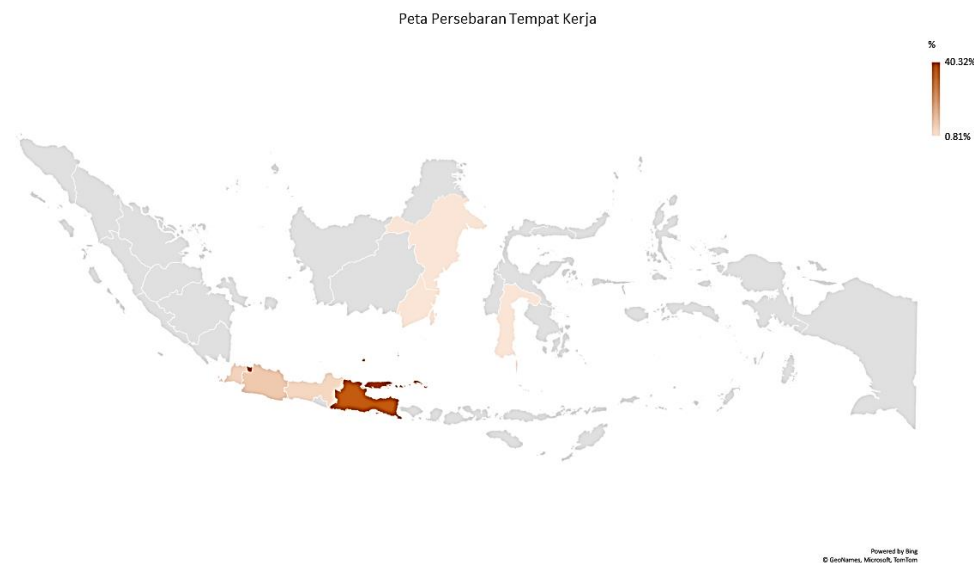 Peta Persebaran Tempat Kerja
%
40.32%
0.81%
Powered by Bing
© GeoNames, Microsoft, TomTom